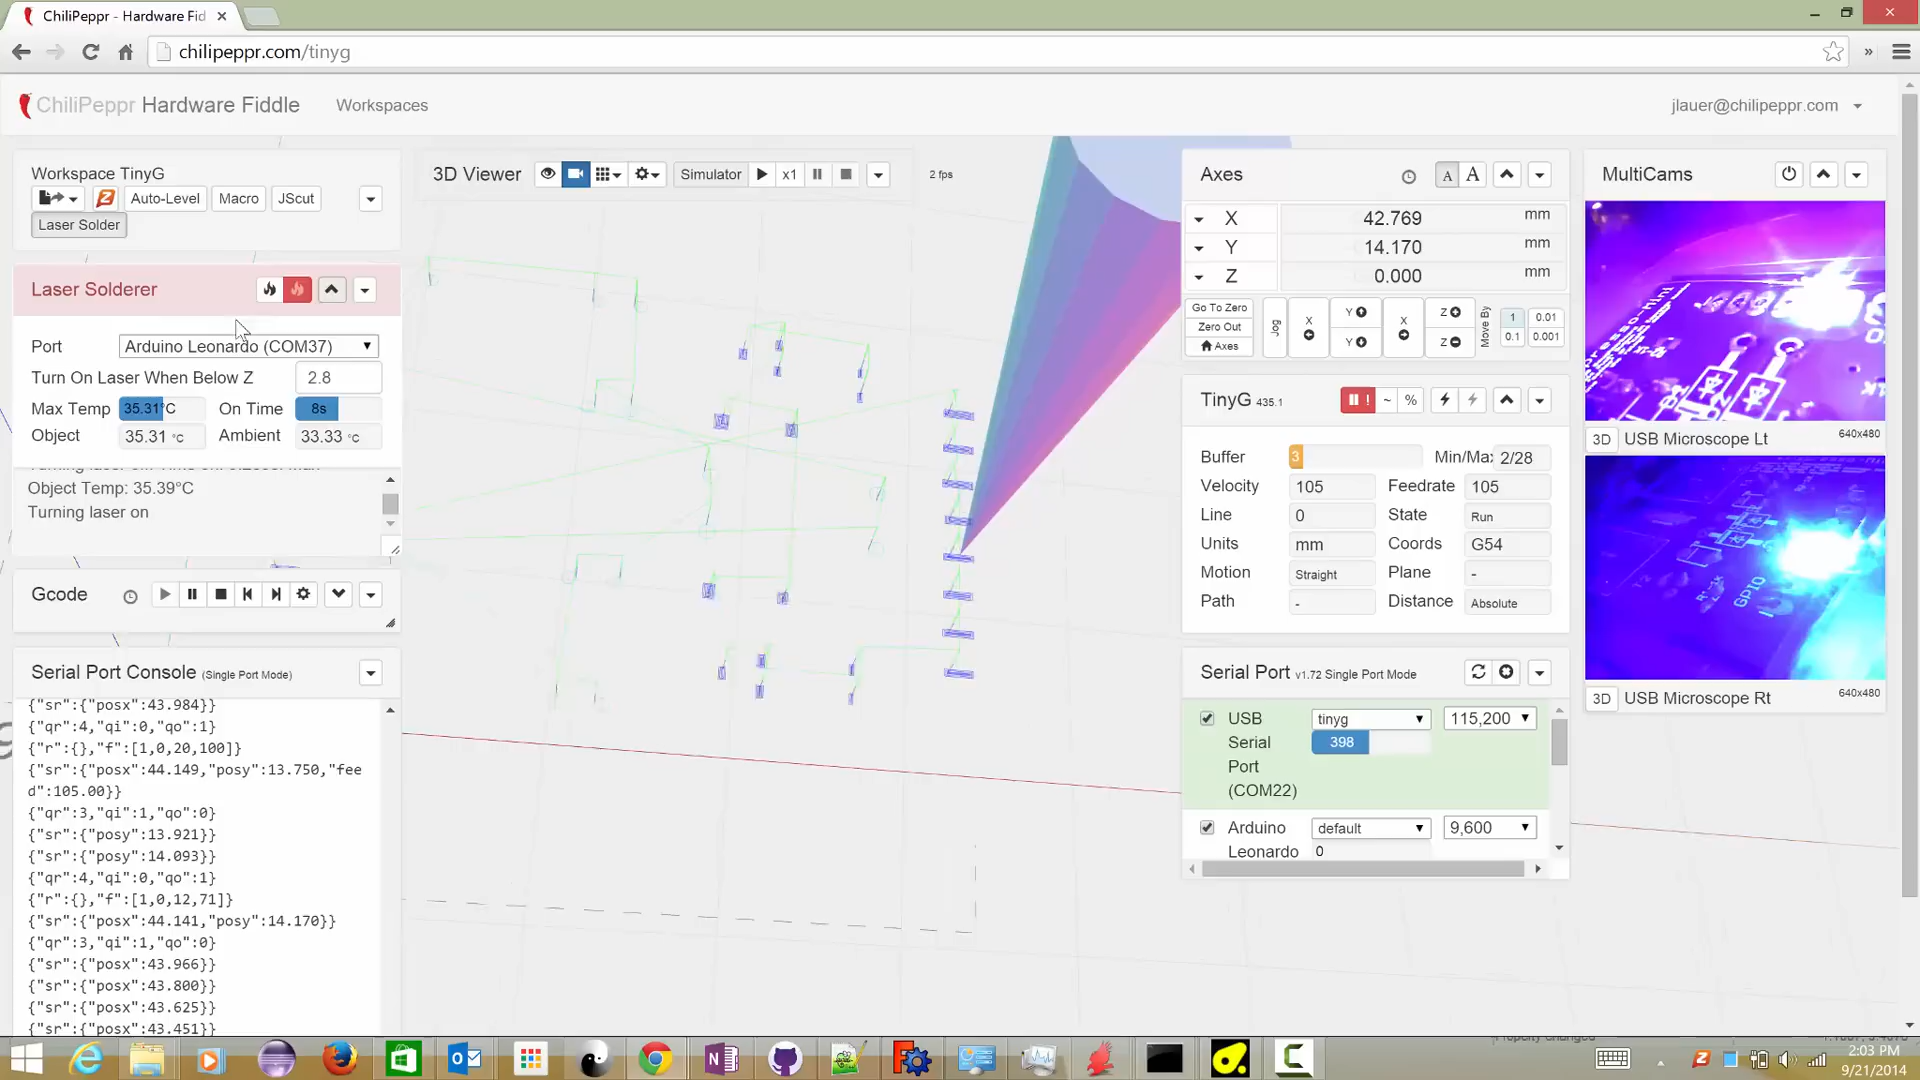 ChiliPeppr - Hardware Fid
chilipeppr.com/tinyg
ChiliPeppr Hardware Fiddle
Workspaces
jlauer@chilipeppr.com
Workspace TinyG
Auto-Level
Macro
JScut
Laser Solder
Laser Solderer
Port
Arduino Leonardo (COM37)
Turn On Laser When Below Z
2.8
Max Temp
35.31°C
On Time
8s
Object
35.31 °C
Ambient
33.33 °C
Object Temp: 35.39°C
Turning laser on
Gcode
Serial Port Console (Single Port Mode)
{"sr":{"posx":43.984}}
{"qr":4,"qi":0,"qo":1}
{"r":{},"f":[1,0,20,100]}
{"sr":{"posx":44.149,"posy":13.750,"fee
d":105.00}}
{"qr":3,"qi":1,"qo":0}
{"sr":{"posy":13.921}}
{"sr":{"posy":14.093}}
{"qr":4,"qi":0,"qo":1}
{"r":{},"f":[1,0,12,71]}
{"sr":{"posx":44.141,"posy":14.170}}
{"qr":3,"qi":1,"qo":0}
{"sr":{"posx":43.966}}
{"sr":{"posx":43.800}}
{"sr":{"posx":43.625}}
{"sr":{"posx":43.451}}
3D Viewer
Simulator
x1
2 fps
Axes
A
A
X
42.769
mm
Y
14.170
mm
Z
0.000
mm
Go To Zero
Zero Out
Axes
Jog
X
Y
Y
X
Z
Z
Move By
1
0.1
0.01
0.001
TinyG 435.1
!
~
%
Buffer
3
Min/Max
2/28
Velocity
105
Feedrate
105
Line
0
State
Run
Units
mm
Coords
G54
Motion
Straight
Plane
-
Path
-
Distance
Absolute
Serial Port v1.72 Single Port Mode
USB
Serial
Port
(COM22)
tinyg
115,200
398
Arduino
Leonardo
default
9,600
0
MultiCams
3D
USB Microscope Lt
640x480
GPIO
3D
USB Microscope Rt
640x480
2:03 PM
9/21/2014